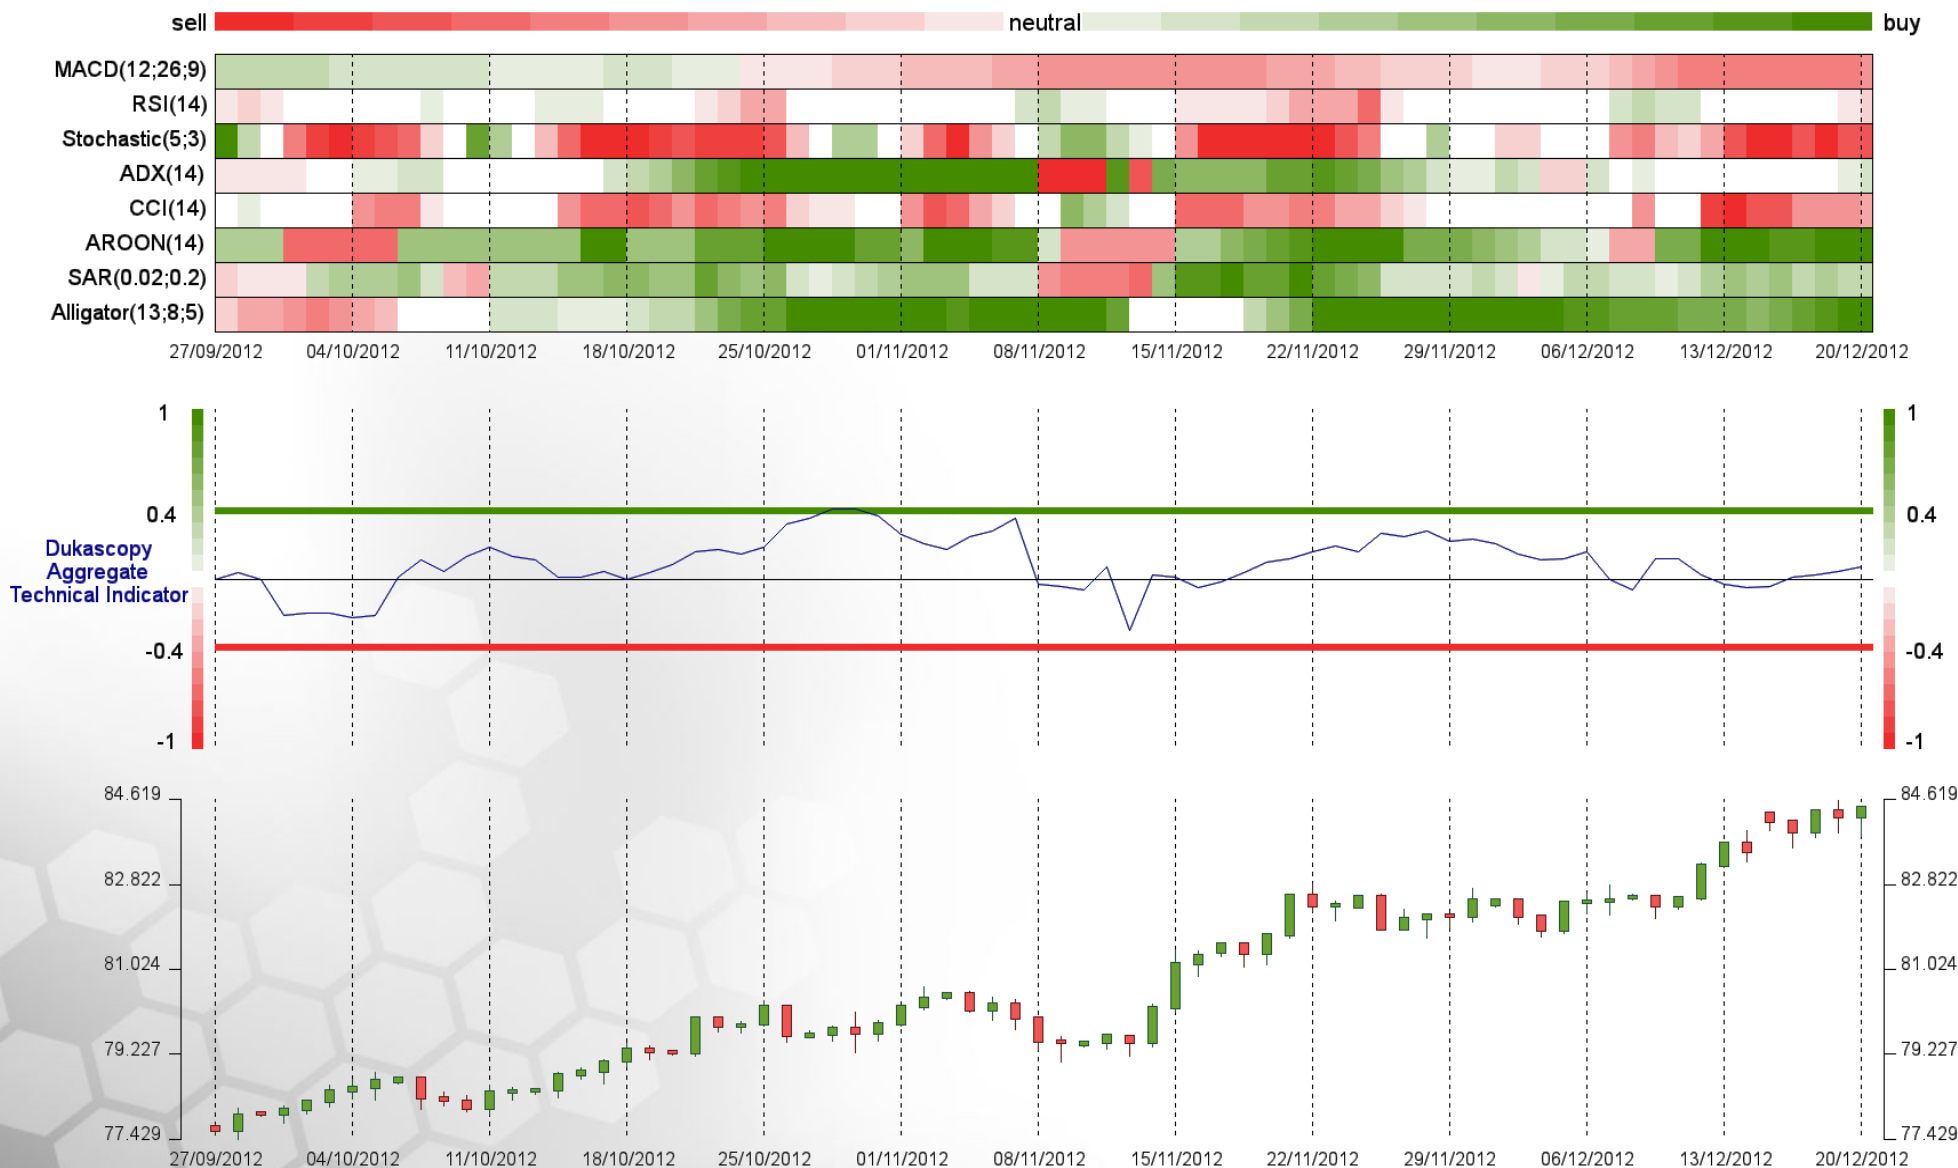 sell neutral buy
MACD(12;26;9)
RSI(14)
Stochastic(5;3)
ADX(14)
CCI(14)
AROON(14)
SAR(0.02;0.2)
Alligator(13;8;5)
27/09/2012 04/10/2012 11/10/2012 18/10/2012 25/10/2012 01/11/2012 08/11/2012 15/11/2012 22/11/2012 29/11/2012 06/12/2012 13/12/2012 20/12/2012
1 1
0.4 0.4
Dukascopy
Aggregate
Technical Indicator
-0.4 -0.4
-1 -1
84.619 84.619
82.822 82.822
81.024 81.024
79.227 79.227
77.429 77.429
27/09/2012 04/10/2012 11/10/2012 18/10/2012 25/10/2012 01/11/2012 08/11/2012 15/11/2012 22/11/2012 29/11/2012 06/12/2012 13/12/2012 20/12/2012